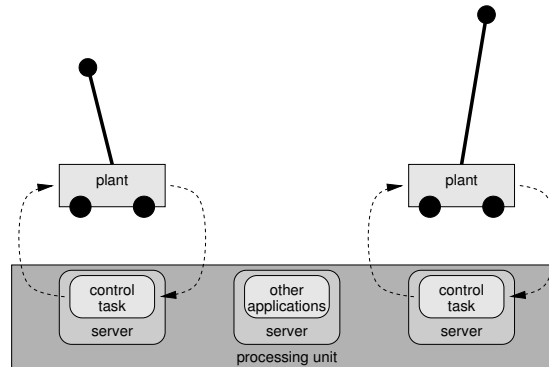 plant
plant
control
task
server
other
applications
server
control
task
server
processing unit